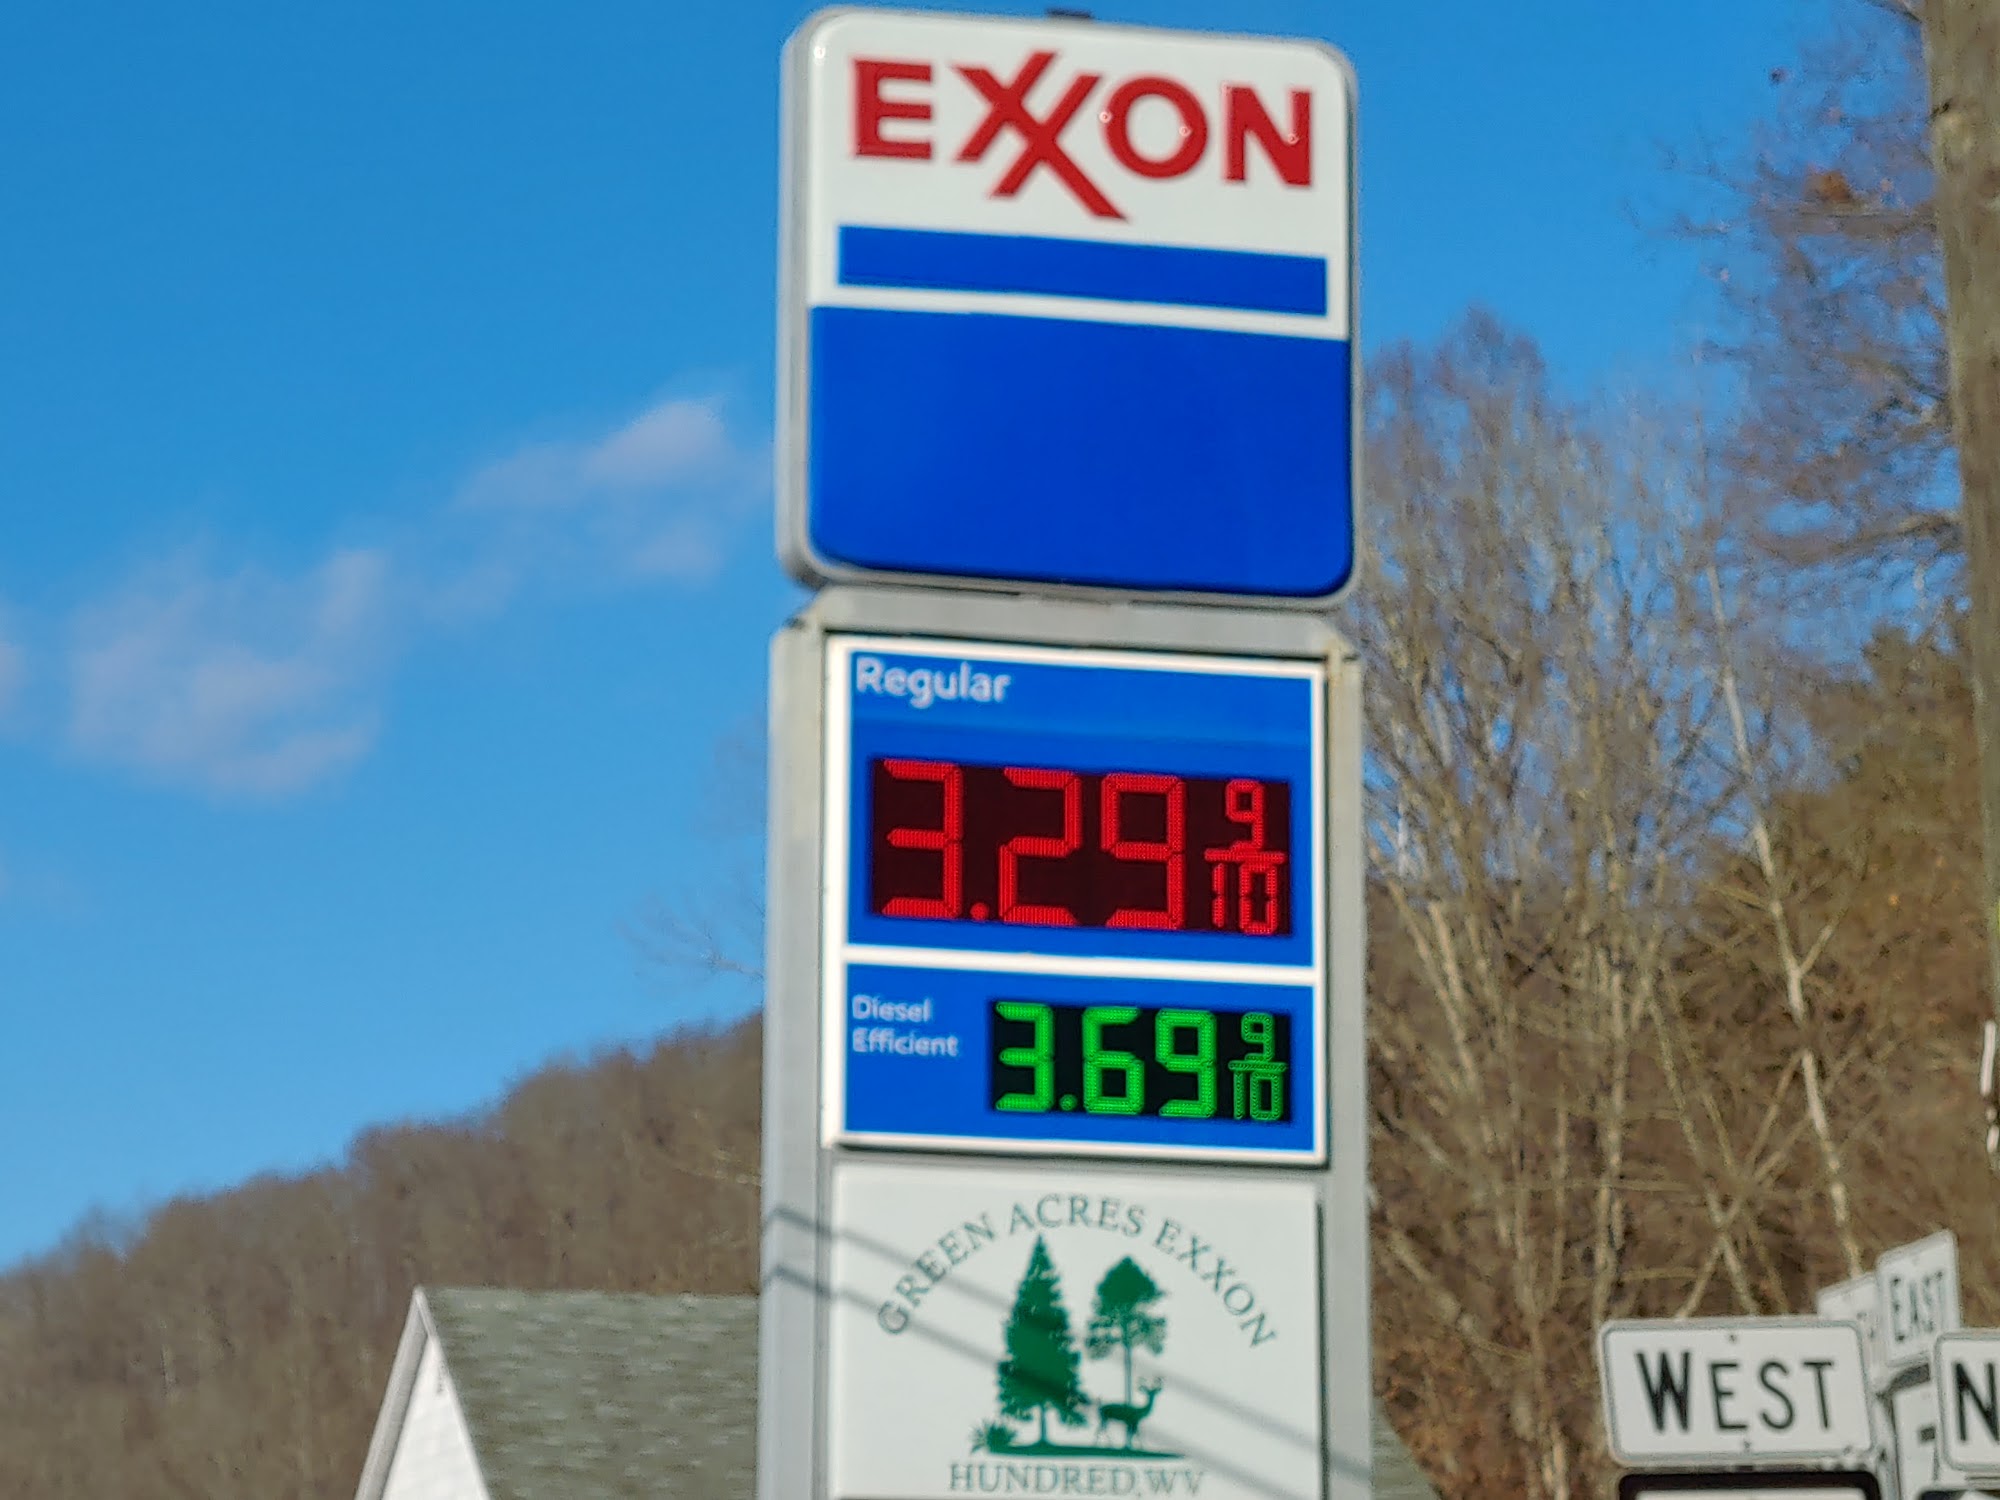 EXXON
Regular
3.29 9/10
Diesel
Efficient
3.69 9/10
GREEN ACRES EXXON
HUNDRED, WV
EAST
WEST
N